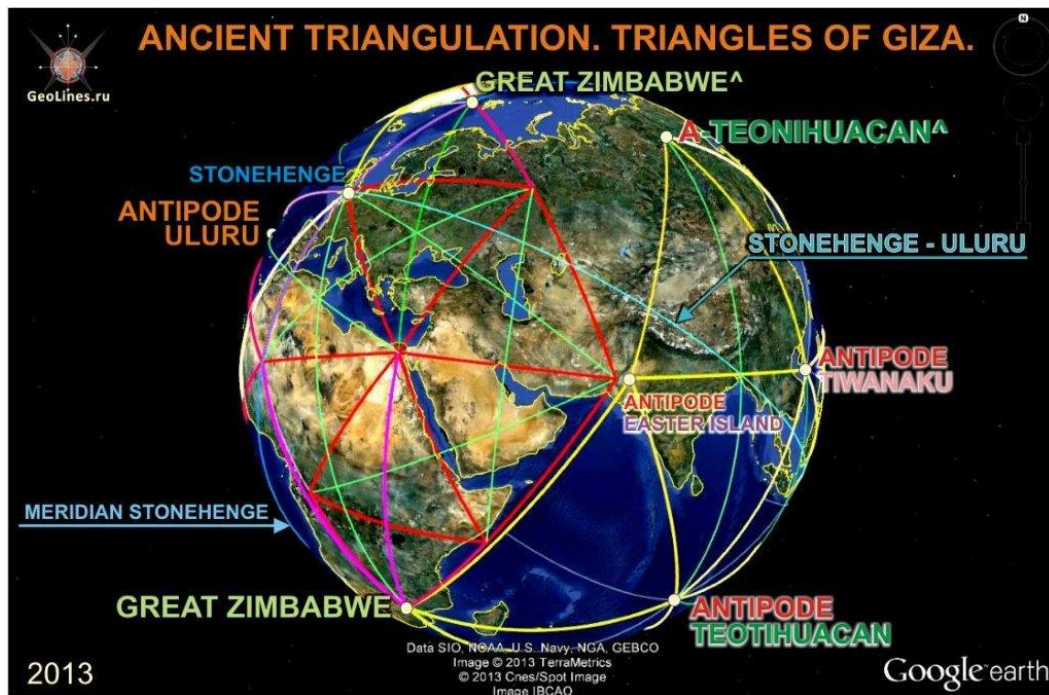 ANCIENT TRIANGULATION. TRIANGLES OF GIZA.
N
GeoLines.ru
GREAT ZIMBABWE^
A-TEONIHUACAN^
STONEHENGE
ANTIPODE
ULURU
STONEHENGE - ULURU
ANTIPODE
TIWANAKU
ANTIPODE
EASTER ISLAND
MERIDIAN STONEHENGE
GREAT ZIMBABWE
ANTIPODE
TEOTIHUACAN
Data SIO, NOAA, U.S. Navy, NGA, GEBCO
Image © 2013 TerraMetrics
© 2013 Cnes/Spot Image
Image IBCAO
2013
Google earth